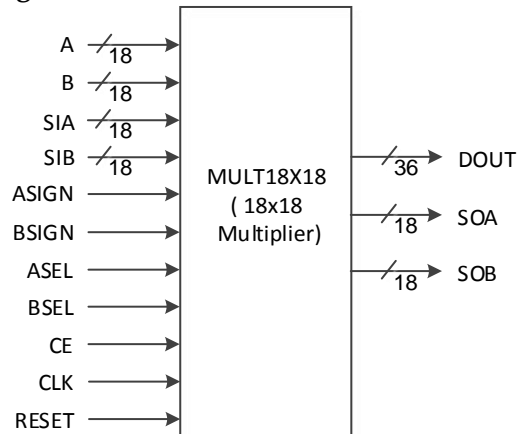 A
18
B
18
SIA
18
SIB
18
ASIGN
BSIGN
ASEL
BSEL
CE
CLK
RESET
MULT18X18
( 18x18
Multiplier)
36
DOUT
18
SOA
18
SOB